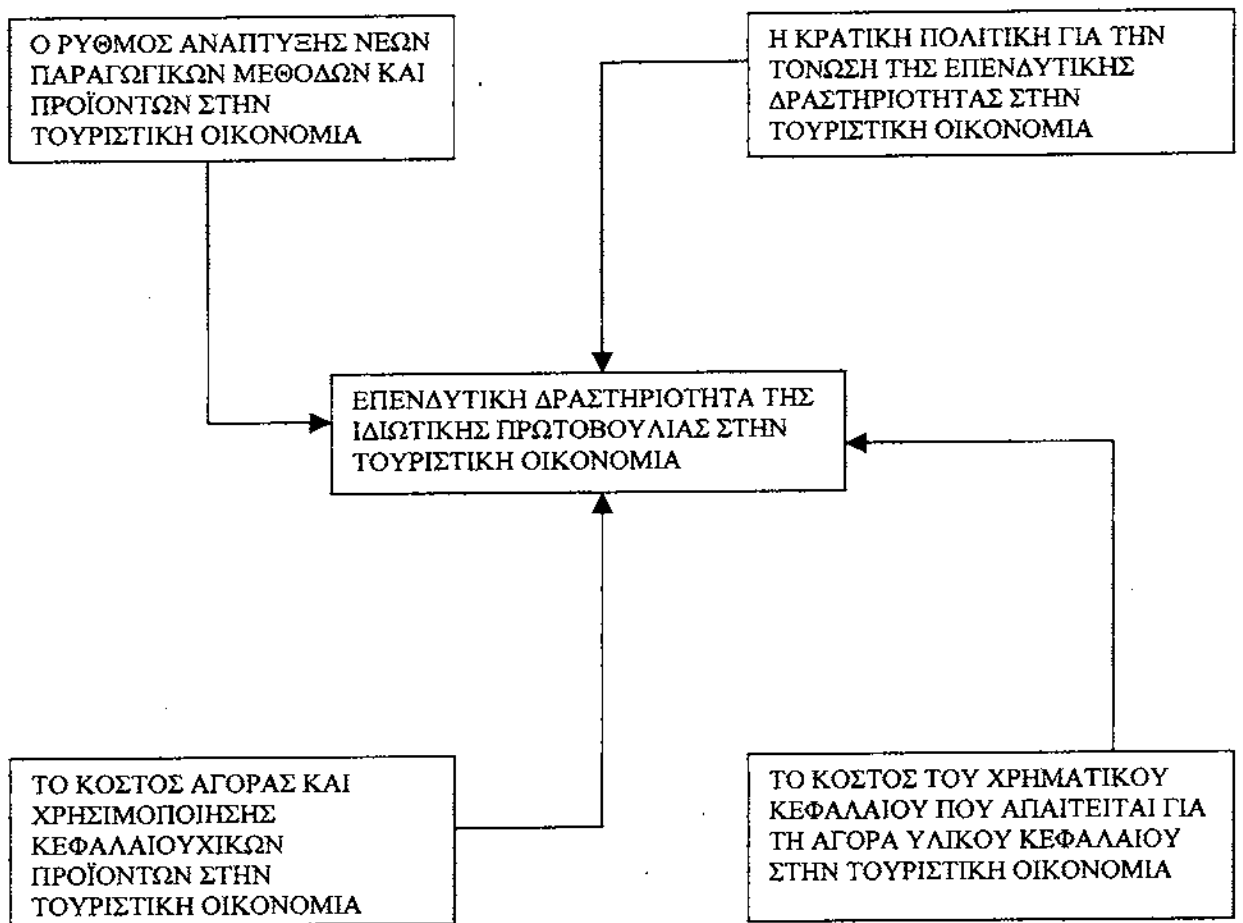 Ο ΡΥΘΜΟΣ ΑΝΑΠΤΥΞΗΣ ΝΕΩΝ
ΠΑΡΑΓΩΓΙΚΩΝ ΜΕΘΟΔΩΝ ΚΑΙ
ΠΡΟΪΟΝΤΩΝ ΣΤΗΝ
ΤΟΥΡΙΣΤΙΚΗ ΟΙΚΟΝΟΜΙΑ
Η ΚΡΑΤΙΚΗ ΠΟΛΙΤΙΚΗ ΓΙΑ ΤΗΝ
ΤΟΝΩΣΗ ΤΗΣ ΕΠΕΝΔΥΤΙΚΗΣ
ΔΡΑΣΤΗΡΙΟΤΗΤΑΣ ΣΤΗΝ
ΤΟΥΡΙΣΤΙΚΗ ΟΙΚΟΝΟΜΙΑ
ΕΠΕΝΔΥΤΙΚΗ ΔΡΑΣΤΗΡΙΟΤΗΤΑ ΤΗΣ
ΙΔΙΩΤΙΚΗΣ ΠΡΩΤΟΒΟΥΛΙΑΣ ΣΤΗΝ
ΤΟΥΡΙΣΤΙΚΗ ΟΙΚΟΝΟΜΙΑ
ΤΟ ΚΟΣΤΟΣ ΑΓΟΡΑΣ ΚΑΙ
ΧΡΗΣΙΜΟΠΟΙΗΣΗΣ
ΚΕΦΑΛΑΙΟΥΧΙΚΩΝ
ΠΡΟΪΟΝΤΩΝ ΣΤΗΝ
ΤΟΥΡΙΣΤΙΚΗ ΟΙΚΟΝΟΜΙΑ
ΤΟ ΚΟΣΤΟΣ ΤΟΥ ΧΡΗΜΑΤΙΚΟΥ
ΚΕΦΑΛΑΙΟΥ ΠΟΥ ΑΠΑΙΤΕΙΤΑΙ ΓΙΑ
ΤΗ ΑΓΟΡΑ ΥΛΙΚΟΥ ΚΕΦΑΛΑΙΟΥ
ΣΤΗΝ ΤΟΥΡΙΣΤΙΚΗ ΟΙΚΟΝΟΜΙΑ